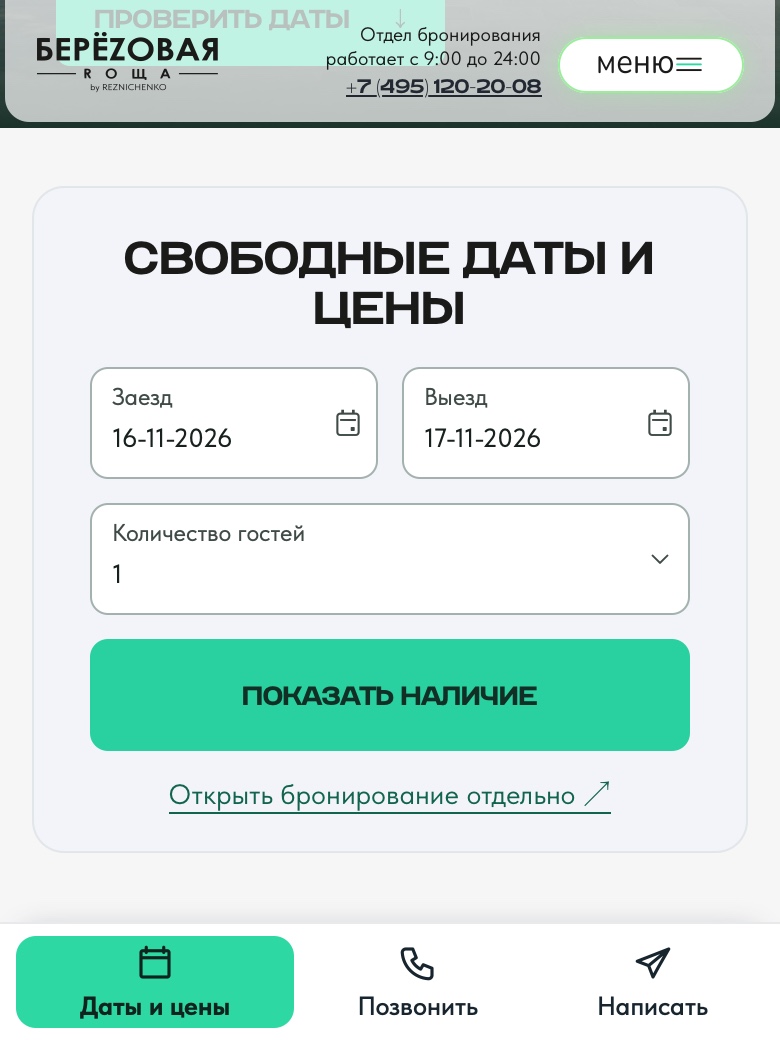 ПРОВЕРИТЬ ДАТЫ ↓
БЕРЁZОВАЯ
RОЩА
by REZNICHENKO
Отдел бронирования
работает с 9:00 до 24:00
+7 (495) 120-20-08
меню
СВОБОДНЫЕ ДАТЫ И
ЦЕНЫ
Заезд
16-11-2026
Выезд
17-11-2026
Количество гостей
1
ПОКАЗАТЬ НАЛИЧИЕ
Открыть бронирование отдельно ↗
Даты и цены
Позвонить
Написать